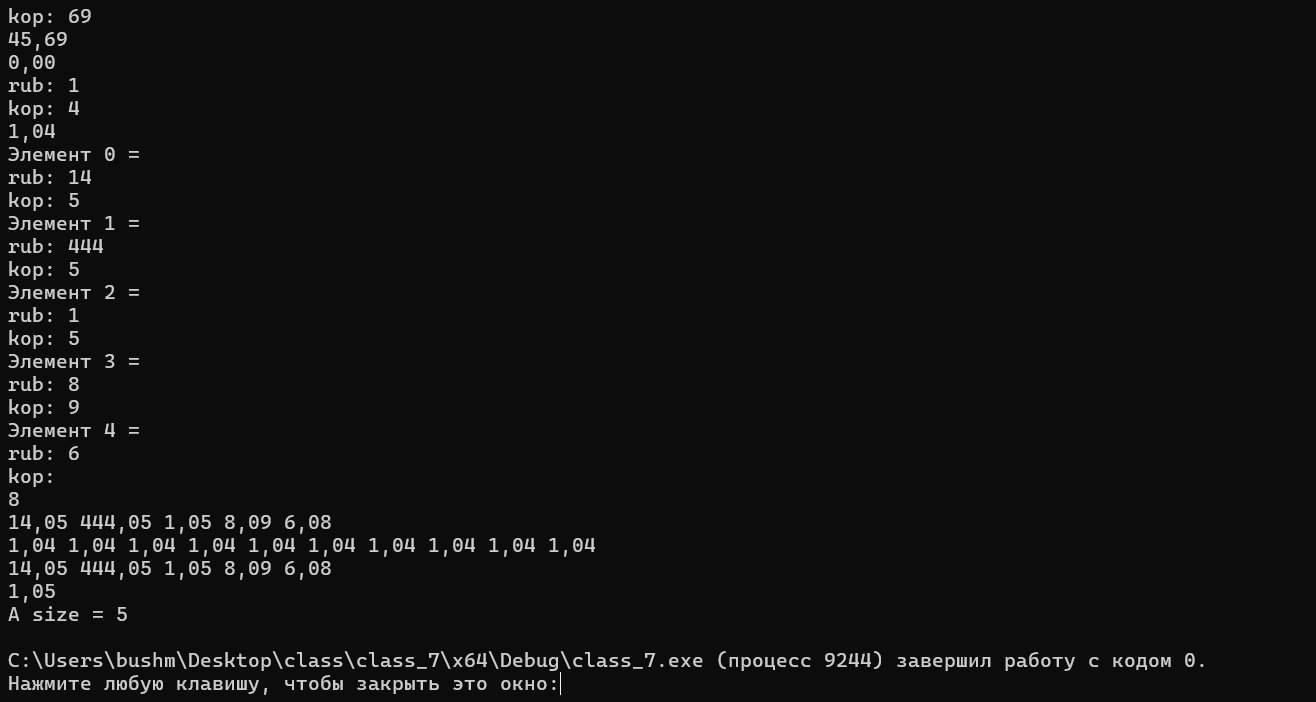 kop: 69
45,69
0,00
rub: 1
kop: 4
1,04
Элемент 0 =
rub: 14
kop: 5
Элемент 1 =
rub: 444
kop: 5
Элемент 2 =
rub: 1
kop: 5
Элемент 3 =
rub: 8
kop: 9
Элемент 4 =
rub: 6
kop:
8
14,05 444,05 1,05 8,09 6,08
1,04 1,04 1,04 1,04 1,04 1,04 1,04 1,04 1,04 1,04
14,05 444,05 1,05 8,09 6,08
1,05
A size = 5
C:\Users\bushm\Desktop\class\class_7\x64\Debug\class_7.exe (процесс 9244) завершил работу с кодом 0.
Нажмите любую клавишу, чтобы закрыть это окно: